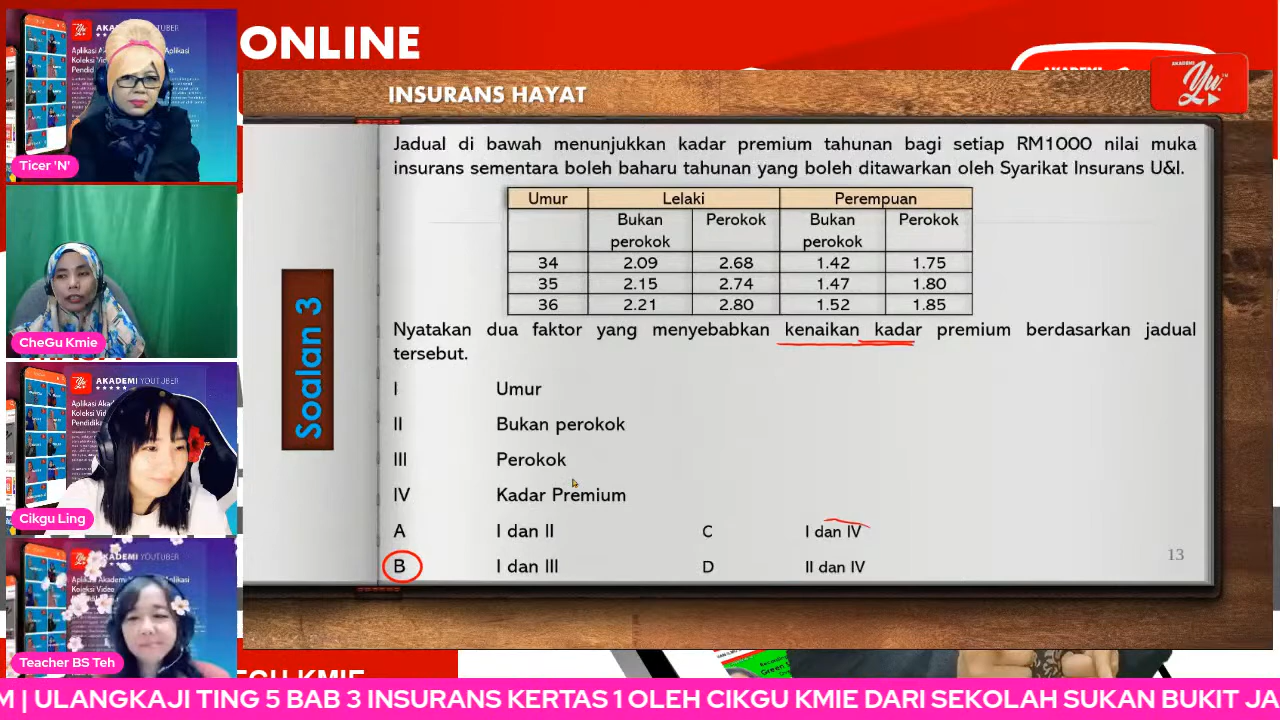 ONLINE
AKADEMI
INSURANS HAYAT
Jadual di bawah menunjukkan kadar premium tahunan bagi setiap RM1000 nilai muka
insurans sementara boleh baharu tahunan yang boleh ditawarkan oleh Syarikat Insurans U&I.
Umur Lelaki Perempuan
Bukan perokok Perokok Bukan perokok Perokok
34 2.09 2.68 1.42 1.75
35 2.15 2.74 1.47 1.80
36 2.21 2.80 1.52 1.85
Nyatakan dua faktor yang menyebabkan kenaikan kadar premium berdasarkan jadual
tersebut.
I Umur
II Bukan perokok
III Perokok
IV Kadar Premium
A I dan II C I dan IV
B I dan III D II dan IV
13
Soalan 3
Ticer 'N'
CheGu Kmie
AKADEMI YOUTUBER
Cikgu Ling
AKADEMI YOUTUBER
Teacher BS Teh
M | ULANGKAJI TING 5 BAB 3 INSURANS KERTAS 1 OLEH CIKGU KMIE DARI SEKOLAH SUKAN BUKIT JA